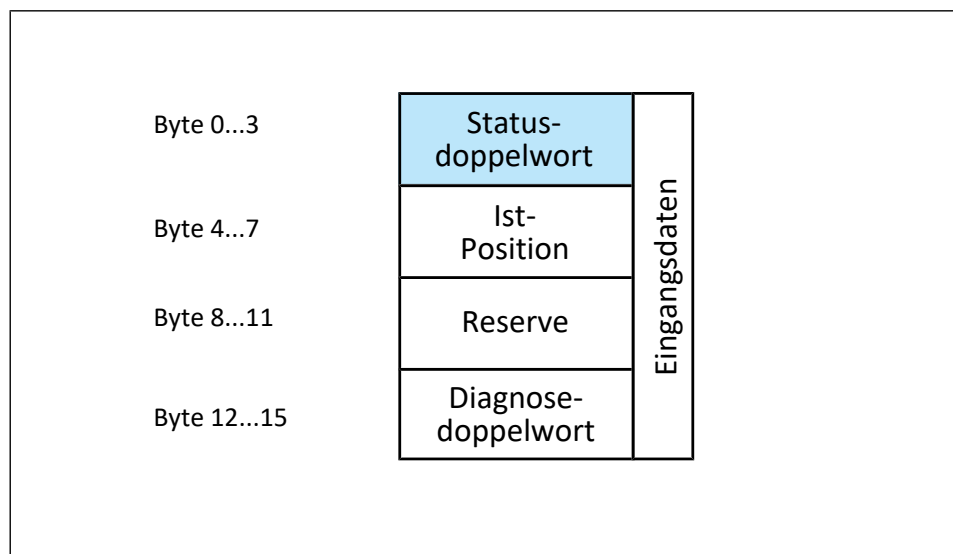 Byte 0...3
Status-
doppelwort
Byte 4...7
Ist-
Position
Byte 8...11
Reserve
Byte 12...15
Diagnose-
doppelwort
Eingangsdaten